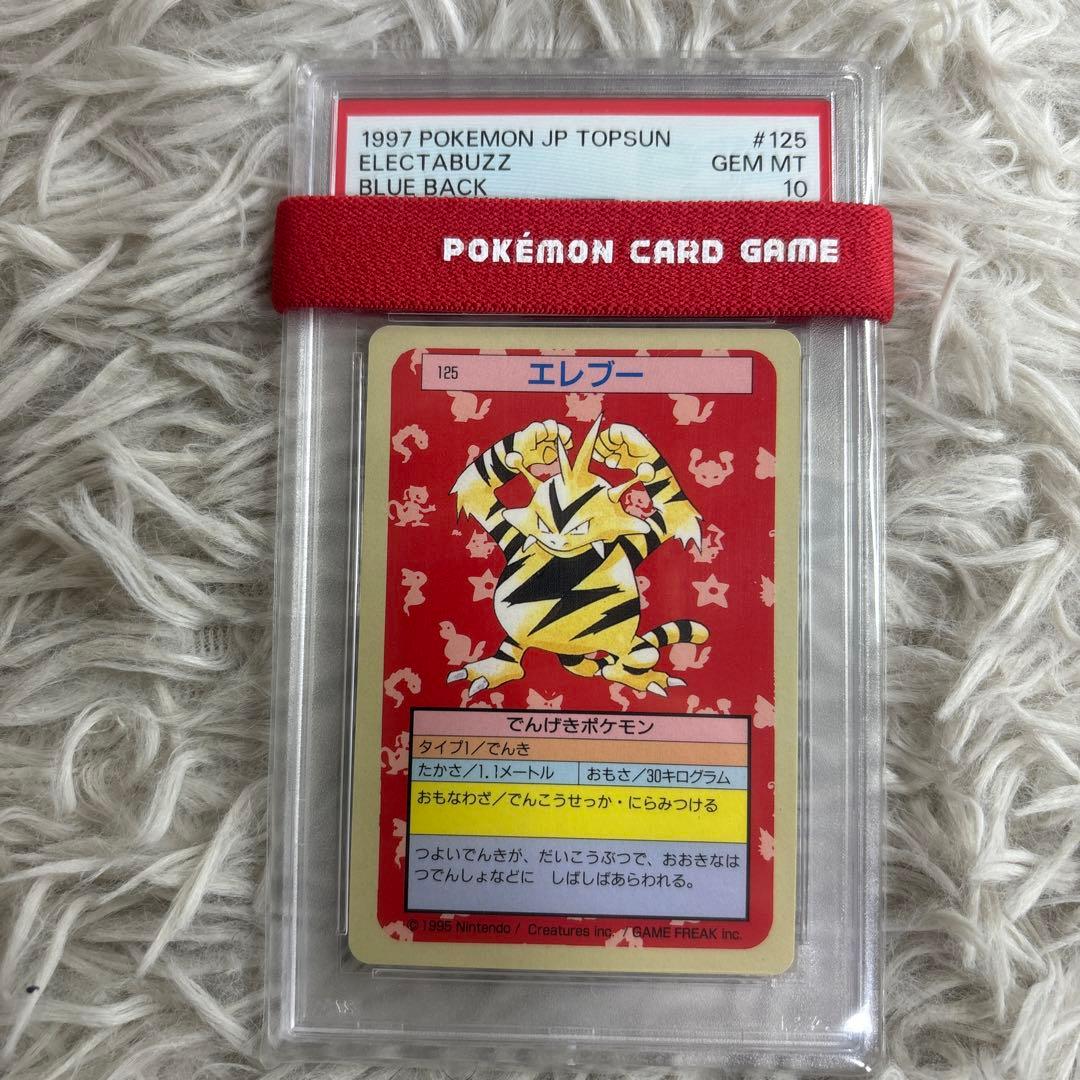 1997 POKEMON JP TOPSUN #125
ELECTABUZZ GEM MT
BLUE BACK 10
POKÉMON CARD GAME
125 エレブー
でんげきポケモン
タイプ1/でんき
たかさ/1.1メートル おもさ/30キログラム
おもなわざ/でんこうせっか・にらみつける
つよいでんきが、だいこうぶつで、おおきなは
つでんしょなどに しばしばあらわれる。
©1995 Nintendo / Creatures inc. / GAME FREAK inc.